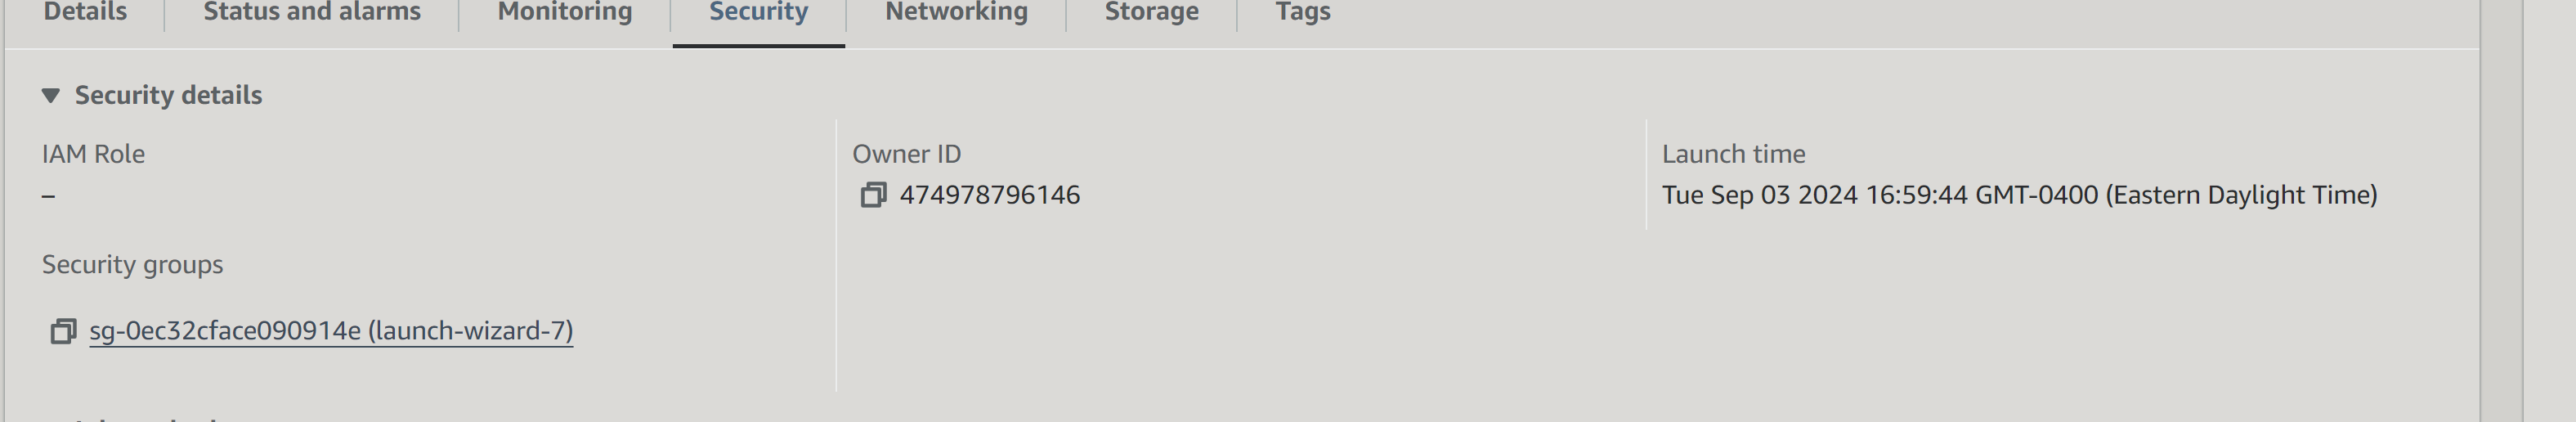 Details
Status and alarms
Monitoring
Security
Networking
Storage
Tags
Security details
IAM Role
–
Owner ID
474978796146
Launch time
Tue Sep 03 2024 16:59:44 GMT-0400 (Eastern Daylight Time)
Security groups
sg-0ec32cface090914e (launch-wizard-7)